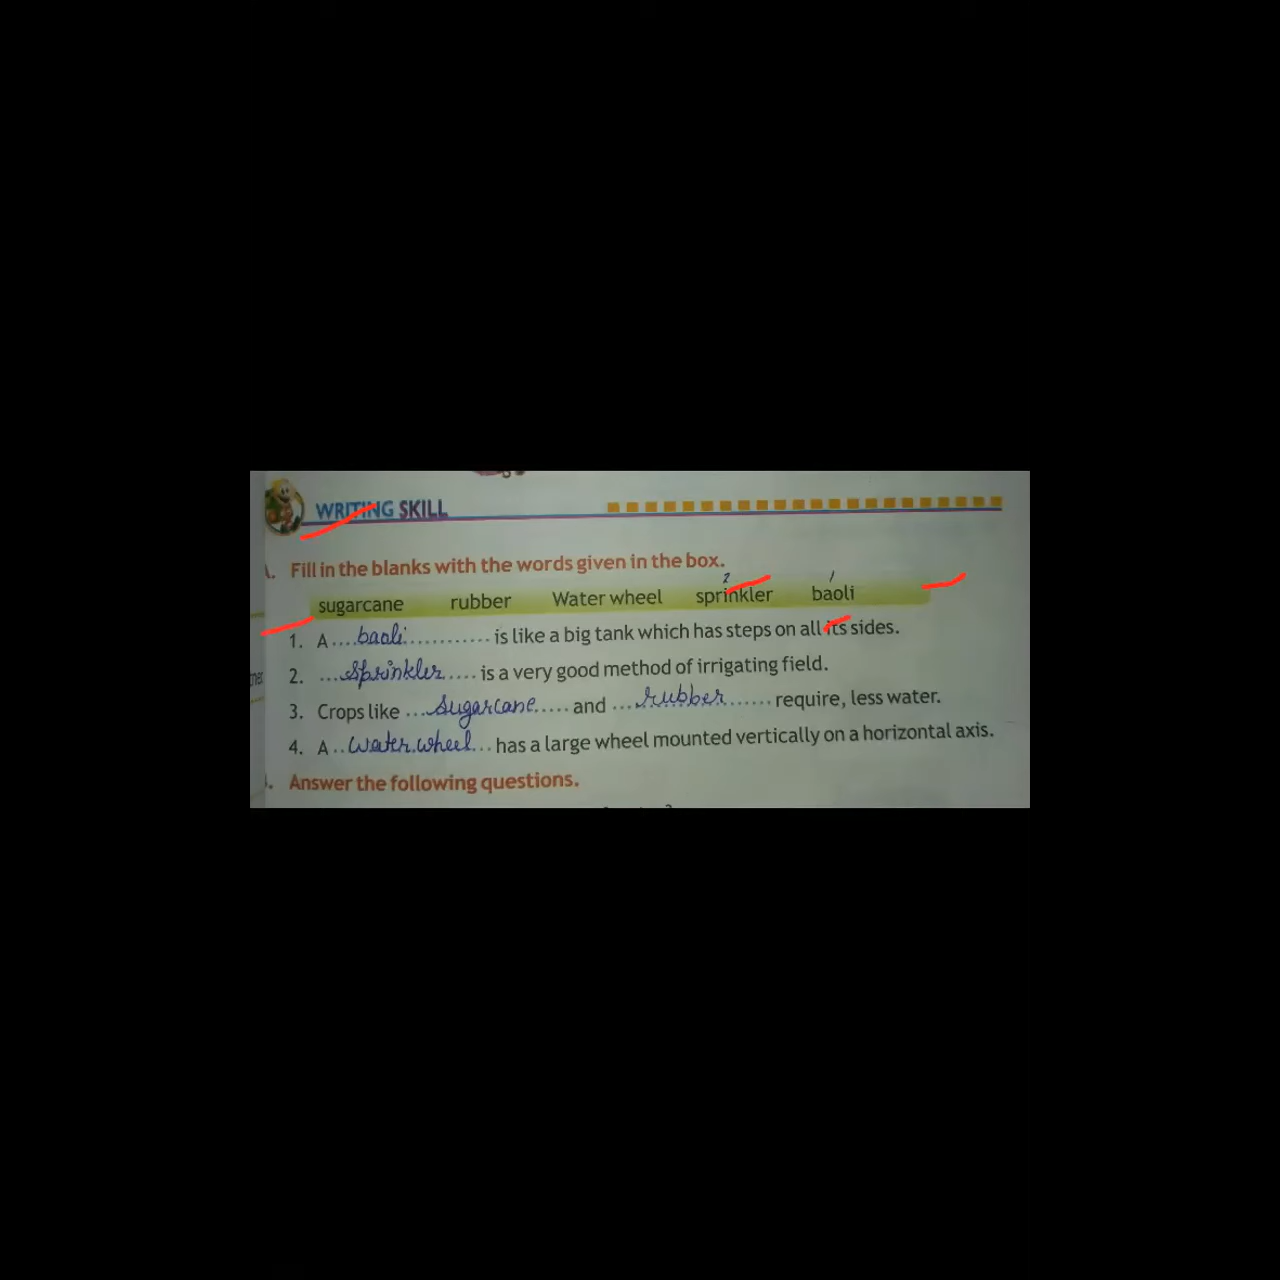 WRITING SKILL
. Fill in the blanks with the words given in the box.
2 1
sugarcane rubber Water wheel sprinkler baoli
1. A ....baoli............ is like a big tank which has steps on all its sides.
2. ...Sprinkler..... is a very good method of irrigating field.
3. Crops like ...sugarcane..... and ...rubber....... require, less water.
4. A ..water.wheel... has a large wheel mounted vertically on a horizontal axis.
. Answer the following questions.